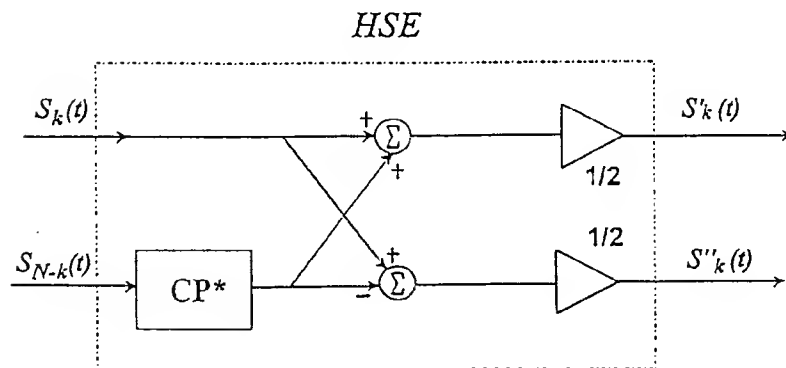 HSE
S_k(t)
+
Σ
+
S'_k(t)
1/2
S_{N-k}(t)
CP*
+
-
Σ
1/2
S''_k(t)